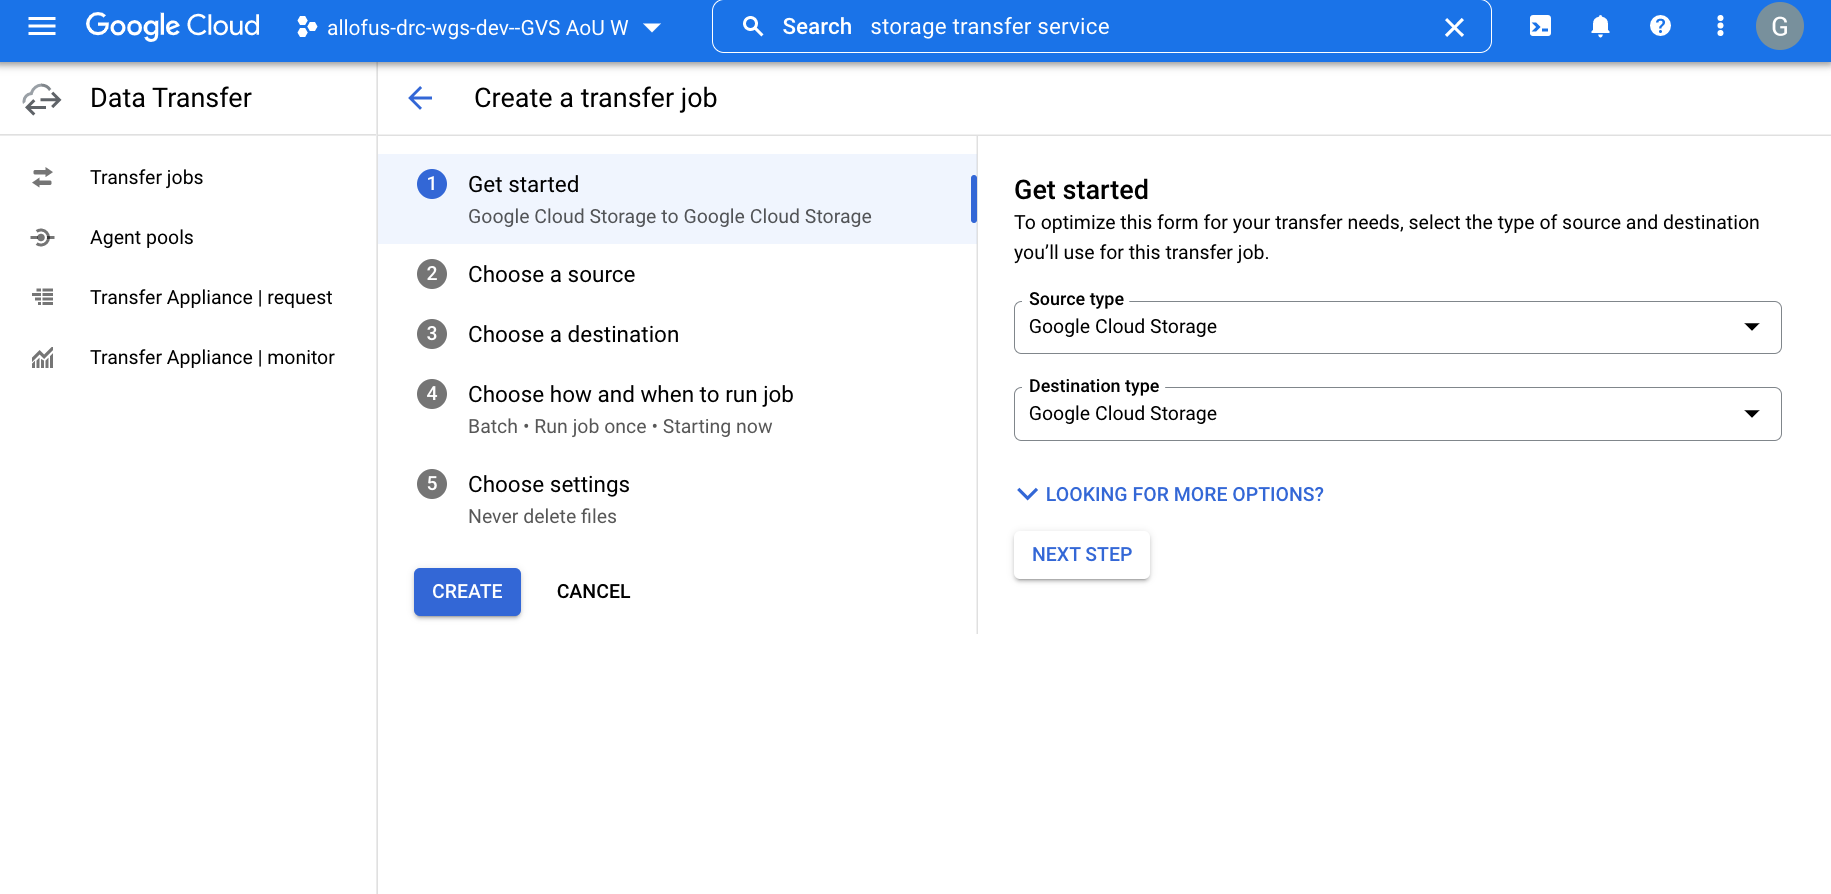 Google Cloud
allofus-drc-wgs-dev--GVS AoU W
Search storage transfer service
G
Data Transfer
Create a transfer job
Transfer jobs
Agent pools
Transfer Appliance | request
Transfer Appliance | monitor
1 Get started
Google Cloud Storage to Google Cloud Storage
2 Choose a source
3 Choose a destination
4 Choose how and when to run job
Batch • Run job once • Starting now
5 Choose settings
Never delete files
CREATE CANCEL
Get started
To optimize this form for your transfer needs, select the type of source and destination
you’ll use for this transfer job.
Source type
Google Cloud Storage
Destination type
Google Cloud Storage
LOOKING FOR MORE OPTIONS?
NEXT STEP